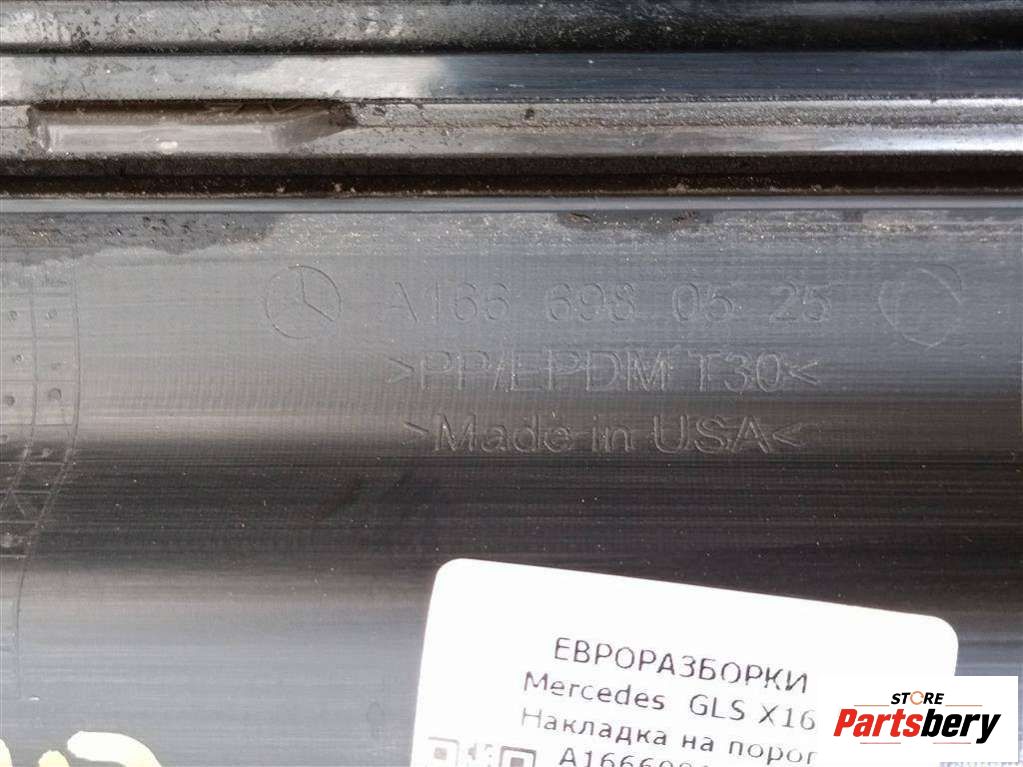 A166 698 05 25
>PP/EPDM T30<
>Made in USA<
ЕВРОРАЗБОРКИ
Mercedes GLS X16
Накладка на порог
STORE
Partsbery